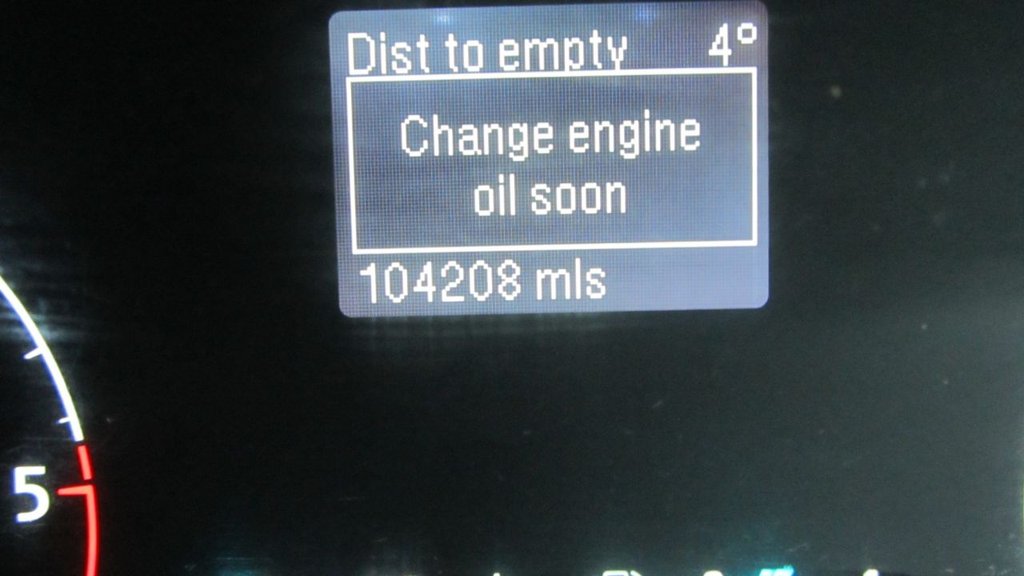 Dist to empty 4°
Change engine
oil soon
104208 mls
5